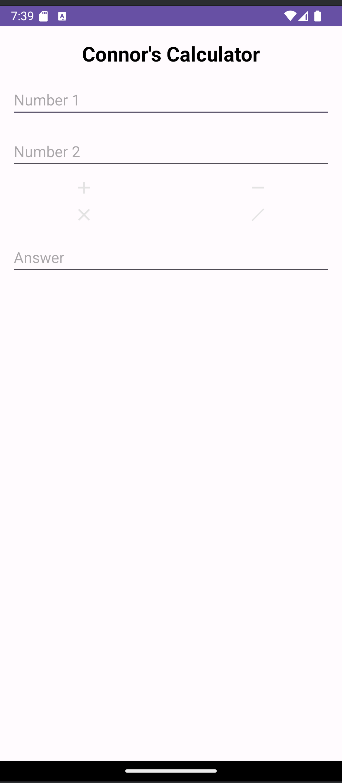 7:39
Connor's Calculator
Number 1
Number 2
+ −
× /
Answer